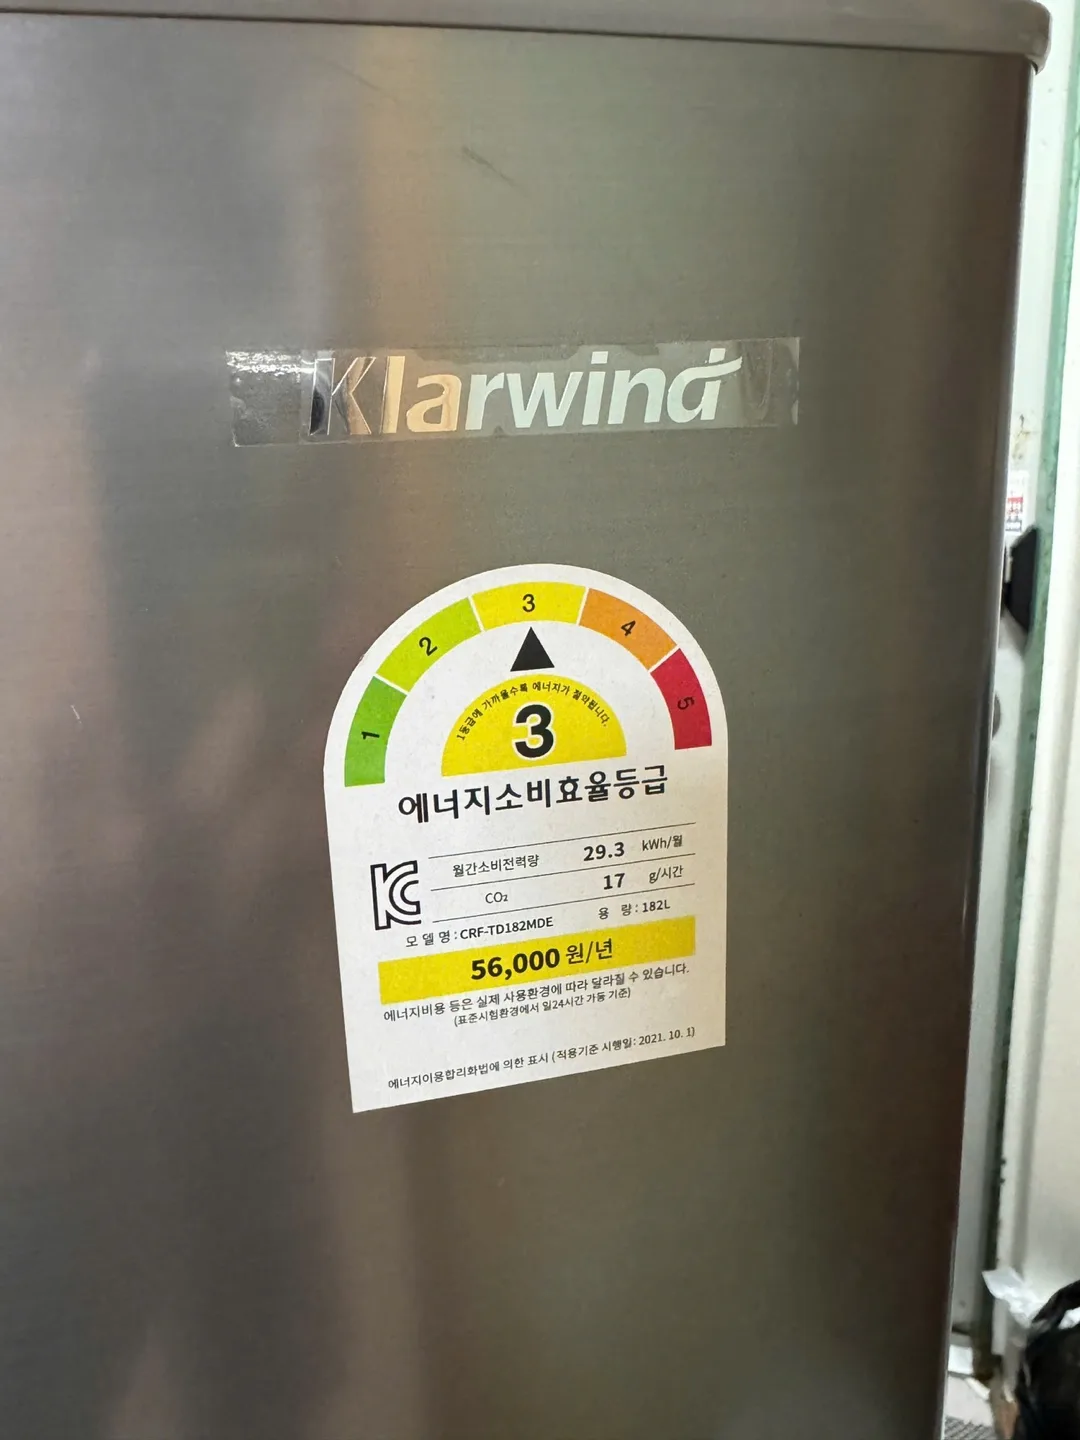 Klarwind
1
2
3
4
5
1등급에 가까울수록 에너지가 절약됩니다.
3
에너지소비효율등급
월간소비전력량 29.3 kWh/월
CO₂ 17 g/시간
모델명 : CRF-TD182MDE 용 량 : 182L
56,000 원/년
에너지비용 등은 실제 사용환경에 따라 달라질 수 있습니다.
(표준시험환경에서 일24시간 가동 기준)
에너지이용합리화법에 의한 표시 (적용기준 시행일: 2021. 10. 1)